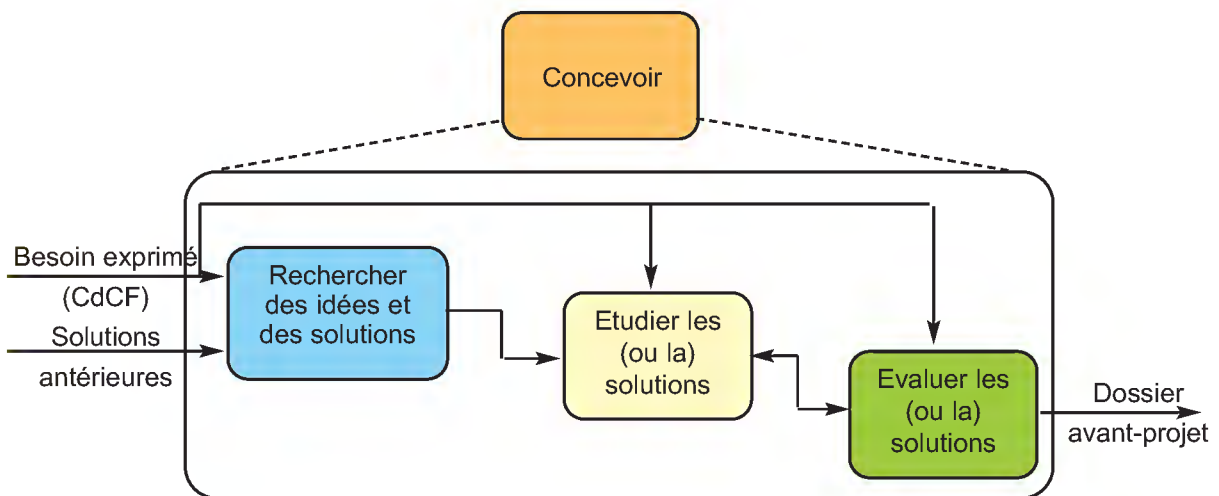 Concevoir
Besoin exprimé
(CdCF)
Solutions
antérieures
Rechercher
des idées et
des solutions
Etudier les
(ou la)
solutions
Evaluer les
(ou la)
solutions
Dossier
avant-projet